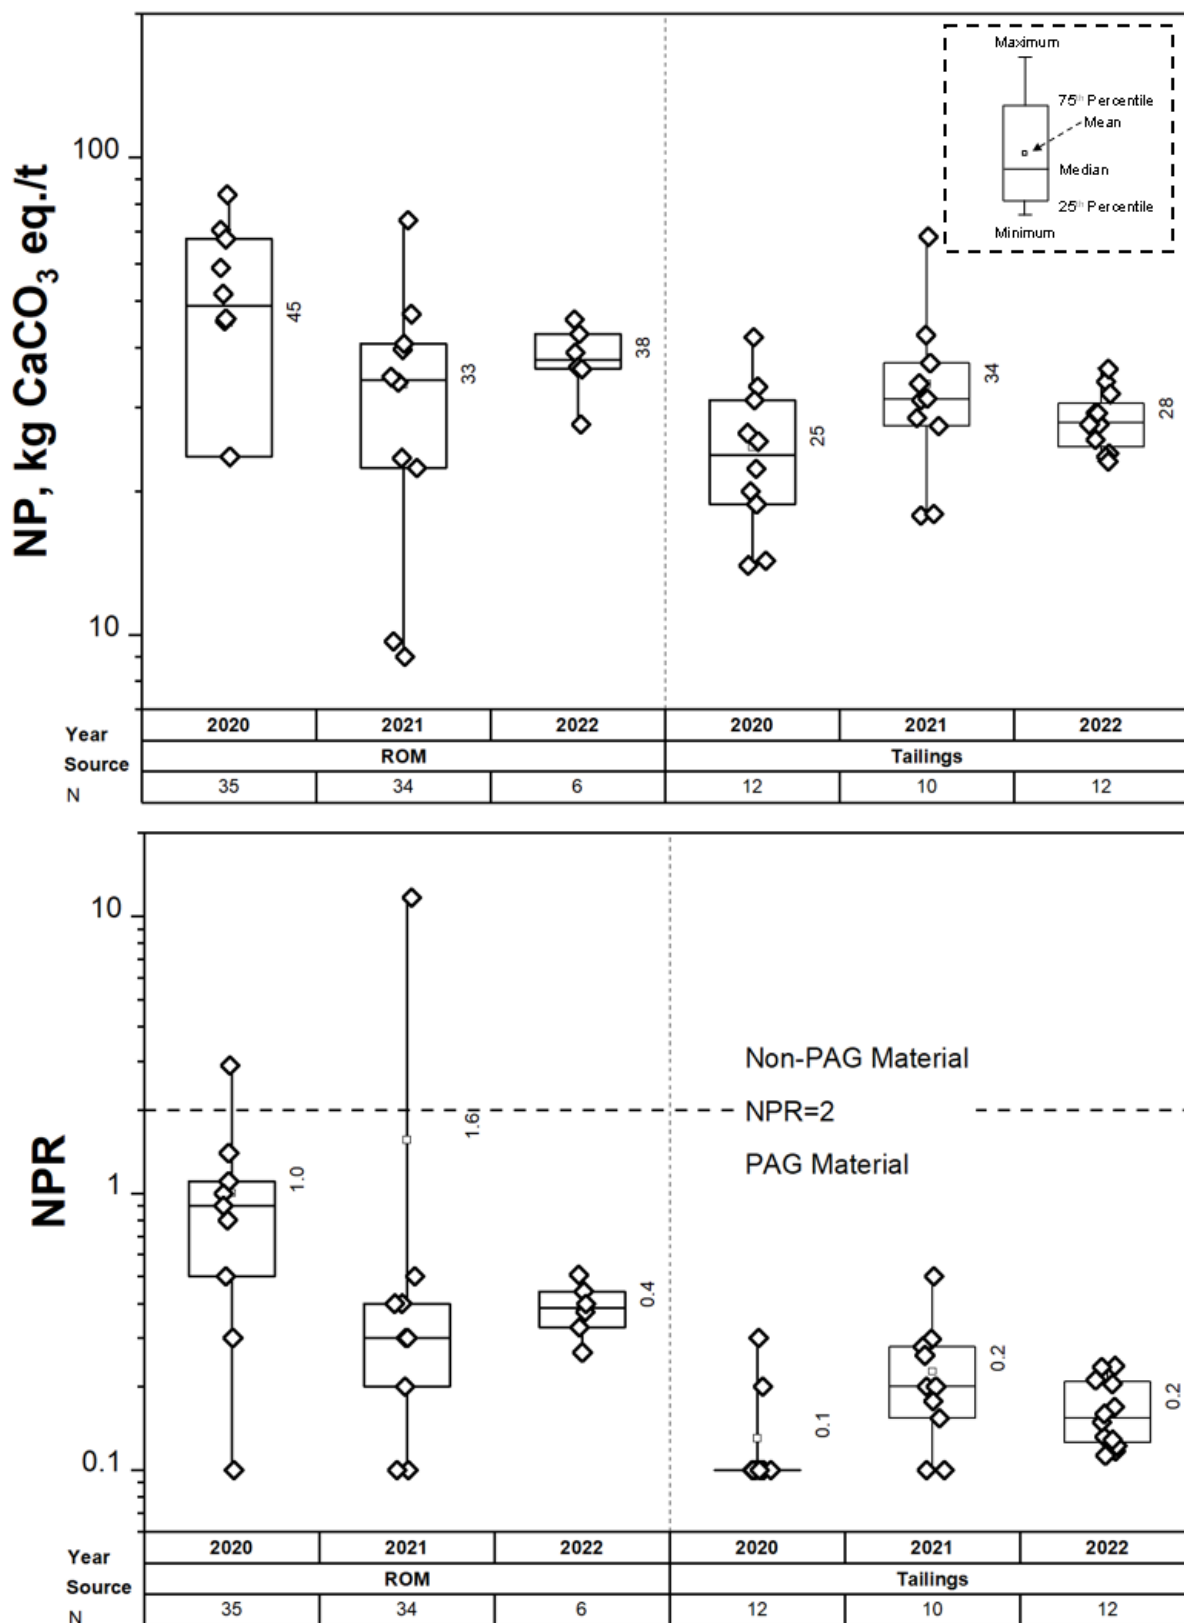 NP, kg CaCO3 eq./t
100
10
Maximum
75th Percentile
Mean
Median
25th Percentile
Minimum
45
33
38
25
34
28
Year 2020 2021 2022 2020 2021 2022
Source ROM Tailings
N 35 34 6 12 10 12
NPR
10
1
0.1
Non-PAG Material
NPR=2
PAG Material
1.0
1.6
0.4
0.1
0.2
0.2
Year 2020 2021 2022 2020 2021 2022
Source ROM Tailings
N 35 34 6 12 10 12